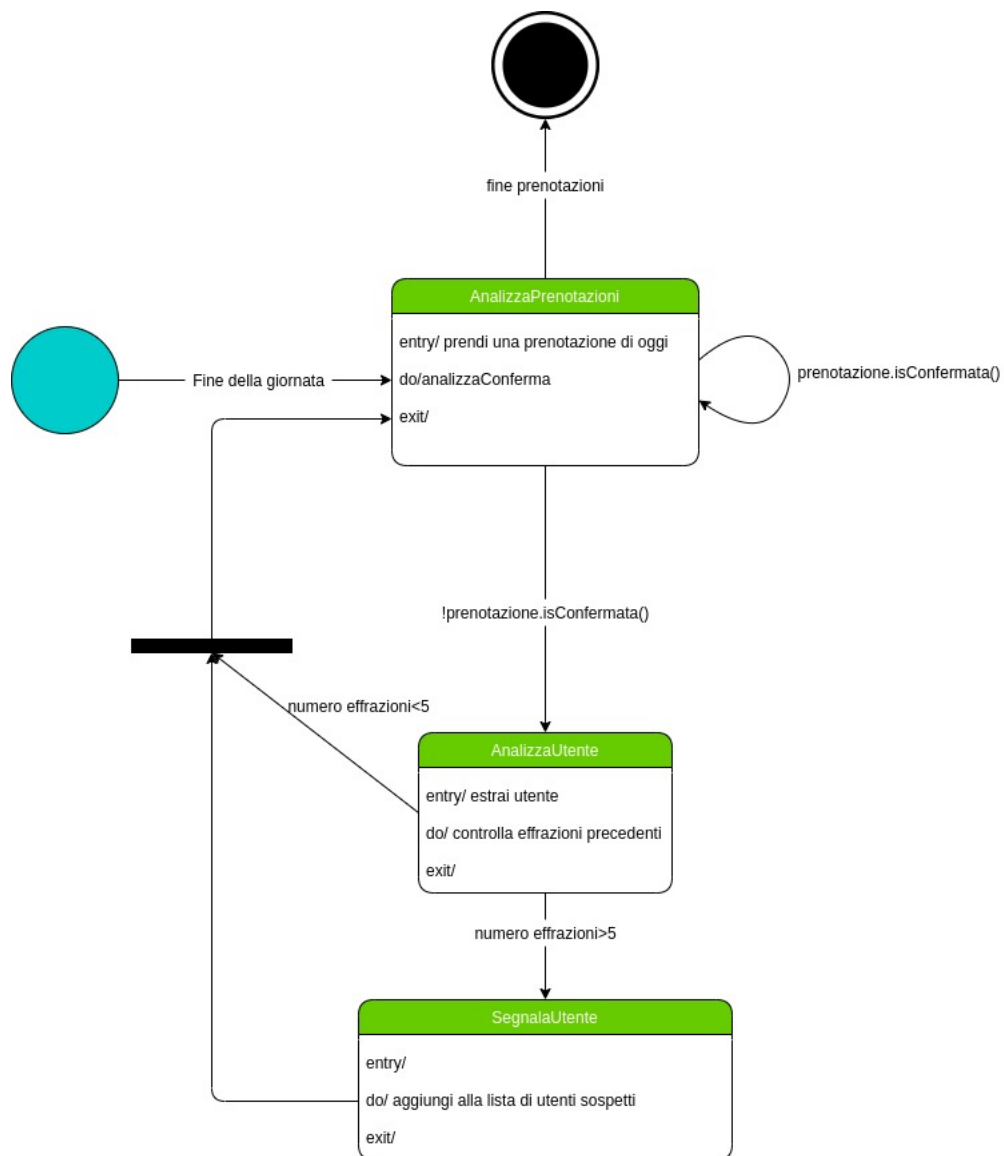 fine prenotazioni
AnalizzaPrenotazioni
entry/ prendi una prenotazione di oggi
do/analizzaConferma
exit/
Fine della giornata
prenotazione.isConfermata()
!prenotazione.isConfermata()
numero effrazioni<5
AnalizzaUtente
entry/ estrai utente
do/ controlla effrazioni precedenti
exit/
numero effrazioni>5
SegnalaUtente
entry/
do/ aggiungi alla lista di utenti sospetti
exit/